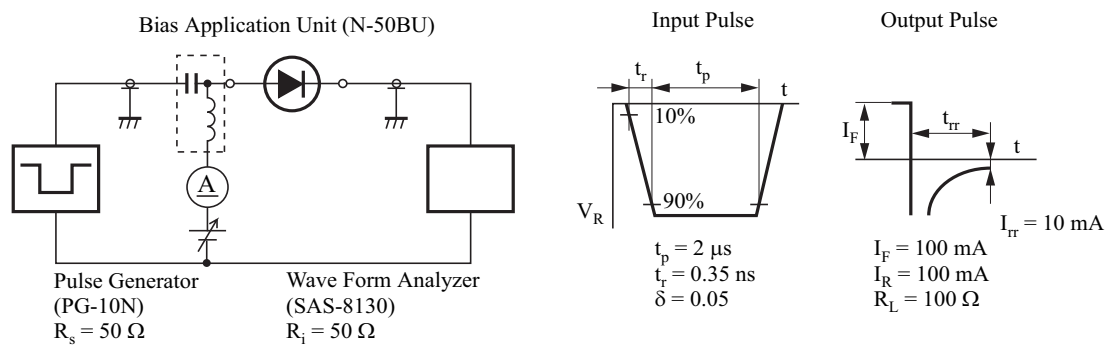 Bias Application Unit (N-50BU)
A
Pulse Generator
(PG-10N)
Rs = 50 Ω
Wave Form Analyzer
(SAS-8130)
Ri = 50 Ω
Input Pulse
tr
tp
t
10%
90%
VR
tp = 2 μs
tr = 0.35 ns
δ = 0.05
Output Pulse
IF
trr
t
Irr = 10 mA
IF = 100 mA
IR = 100 mA
RL = 100 Ω